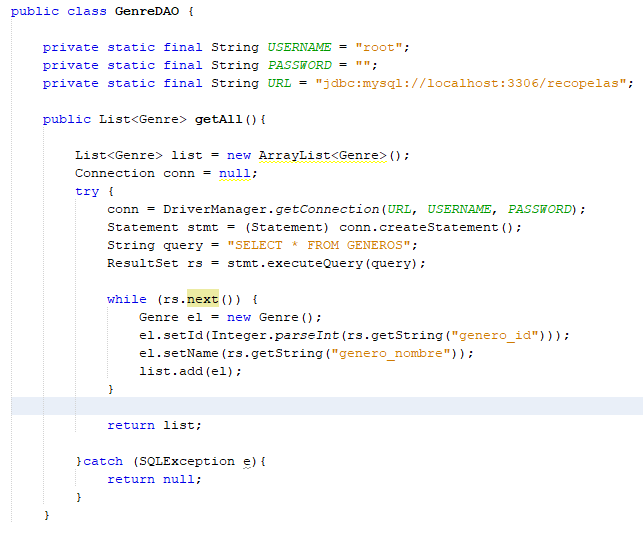 public class GenreDAO {
private static final String USERNAME = "root";
private static final String PASSWORD = "";
private static final String URL = "jdbc:mysql://localhost:3306/recopelas";
public List<Genre> getAll(){
List<Genre> list = new ArrayList<Genre>();
Connection conn = null;
try {
conn = DriverManager.getConnection(URL, USERNAME, PASSWORD);
Statement stmt = (Statement) conn.createStatement();
String query = "SELECT * FROM GENEROS";
ResultSet rs = stmt.executeQuery(query);
while (rs.next()) {
Genre el = new Genre();
el.setId(Integer.parseInt(rs.getString("genero_id")));
el.setName(rs.getString("genero_nombre"));
list.add(el);
}
return list;
}catch (SQLException e){
return null;
}
}